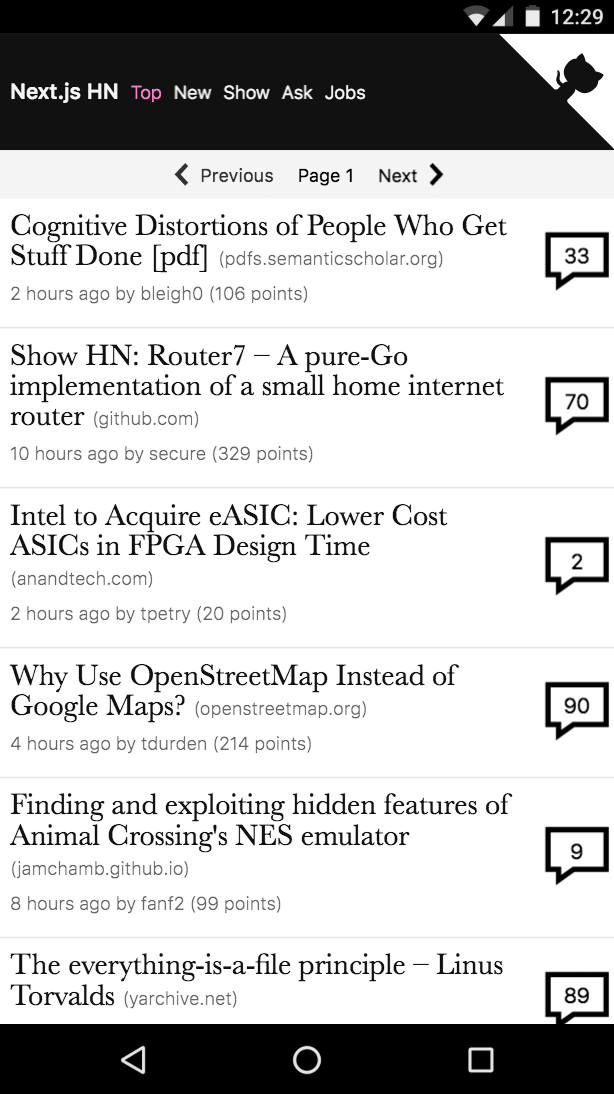 12:29
Next.js HN Top New Show Ask Jobs
Previous Page 1 Next
Cognitive Distortions of People Who Get
Stuff Done [pdf] (pdfs.semanticscholar.org)
33
2 hours ago by bleigh0 (106 points)
Show HN: Router7 – A pure-Go
implementation of a small home internet
router (github.com)
70
10 hours ago by secure (329 points)
Intel to Acquire eASIC: Lower Cost
ASICs in FPGA Design Time
(anandtech.com)
2
2 hours ago by tpetry (20 points)
Why Use OpenStreetMap Instead of
Google Maps? (openstreetmap.org)
90
4 hours ago by tdurden (214 points)
Finding and exploiting hidden features of
Animal Crossing's NES emulator
(jamchamb.github.io)
9
8 hours ago by fanf2 (99 points)
The everything-is-a-file principle – Linus
Torvalds (yarchive.net)
89